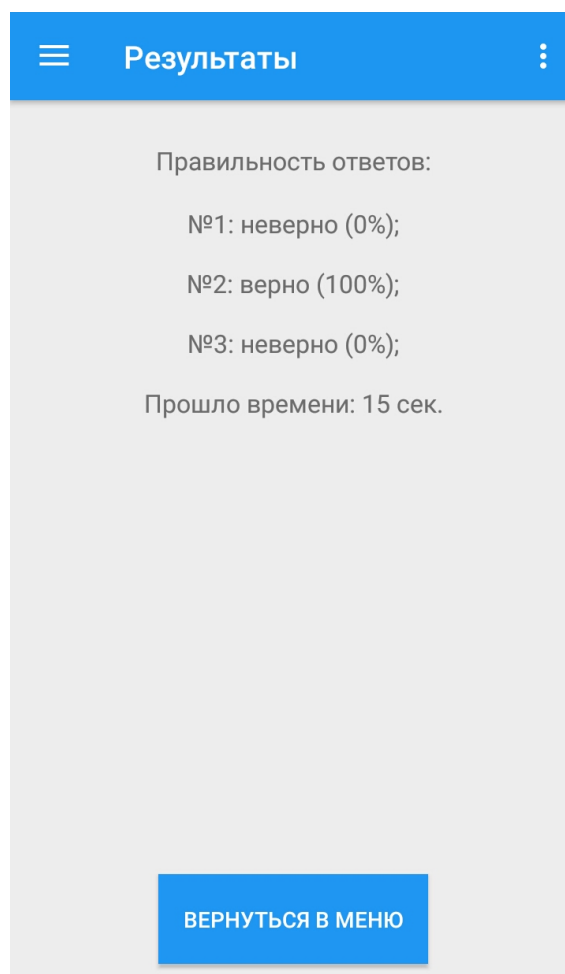 Результаты
Правильность ответов:
№1: неверно (0%);
№2: верно (100%);
№3: неверно (0%);
Прошло времени: 15 сек.
ВЕРНУТЬСЯ В МЕНЮ